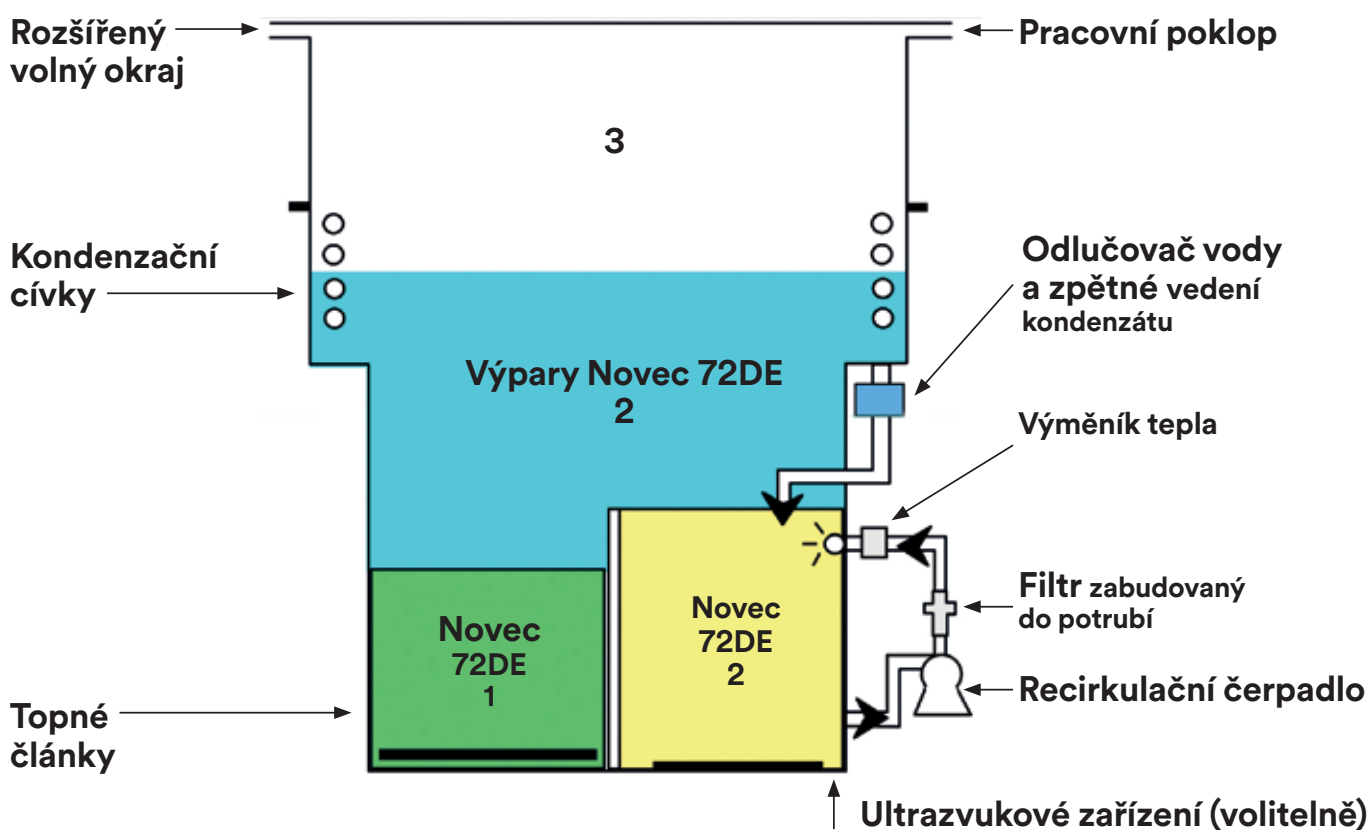 Rozšířený
volný okraj
Pracovní poklop
3
Kondenzační
cívky
Odlučovač vody
a zpětné vedení
kondenzátu
Výpary Novec 72DE
2
Výměník tepla
Filtr zabudovaný
do potrubí
Novec
72DE
1
Novec
72DE
2
Recirkulační čerpadlo
Topné
články
Ultrazvukové zařízení (volitelně)